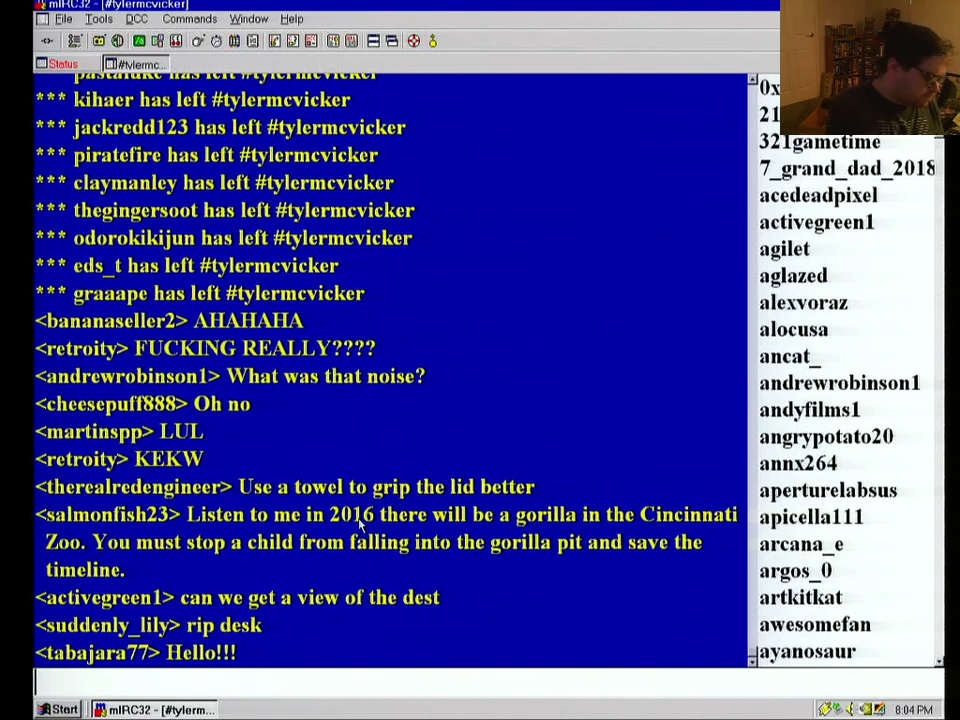 mIRC32 - [#tylermcvicker]
File Tools DCC Commands Window Help
Status #tylermc...
pastaluke has left #tylermcvicker
*** kihaer has left #tylermcvicker
*** jackredd123 has left #tylermcvicker
*** piratefire has left #tylermcvicker
*** claymanley has left #tylermcvicker
*** thegingersoot has left #tylermcvicker
*** odorokikijun has left #tylermcvicker
*** eds_t has left #tylermcvicker
*** graaape has left #tylermcvicker
<bananaseller2> AHAHAHA
<retroity> FUCKING REALLY????
<andrewrobinson1> What was that noise?
<cheesepuff888> Oh no
<martinspp> LUL
<retroity> KEKW
<therealredengineer> Use a towel to grip the lid better
<salmonfish23> Listen to me in 2016 there will be a gorilla in the Cincinnati
Zoo. You must stop a child from falling into the gorilla pit and save the
timeline.
<activegreen1> can we get a view of the dest
<suddenly_lily> rip desk
<tabajara77> Hello!!!
0x
21
321gametime
7_grand_dad_2018
acedeadpixel
activegreen1
agilet
aglazed
alexvoraz
alocusa
ancat_
andrewrobinson1
andyfilms1
angrypotato20
annx264
aperturelabsus
apicella111
arcana_e
argos_0
artkitkat
awesomefan
ayanosaur
Start mIRC32 - [#tylerm... 8:04 PM